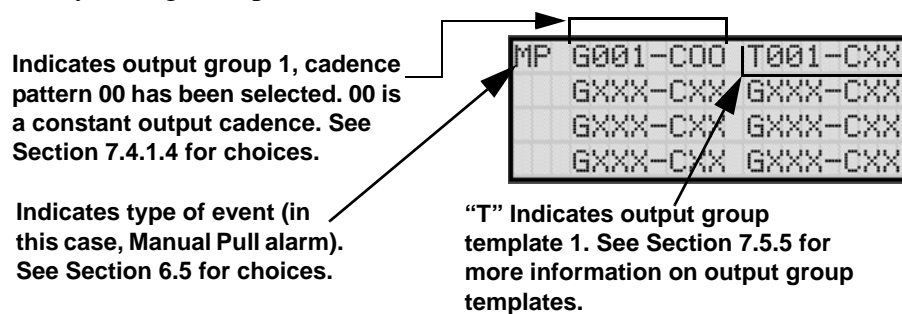 Indicates output group 1, cadence
pattern 00 has been selected. 00 is
a constant output cadence. See
Section 7.4.1.4 for choices.
Indicates type of event (in
this case, Manual Pull alarm).
See Section 6.5 for choices.
MP G001-C00 T001-CXX
GXXX-CXX GXXX-CXX
GXXX-CXX GXXX-CXX
GXXX-CXX GXXX-CXX
“T” Indicates output group
template 1. See Section 7.5.5 for
more information on output group
templates.